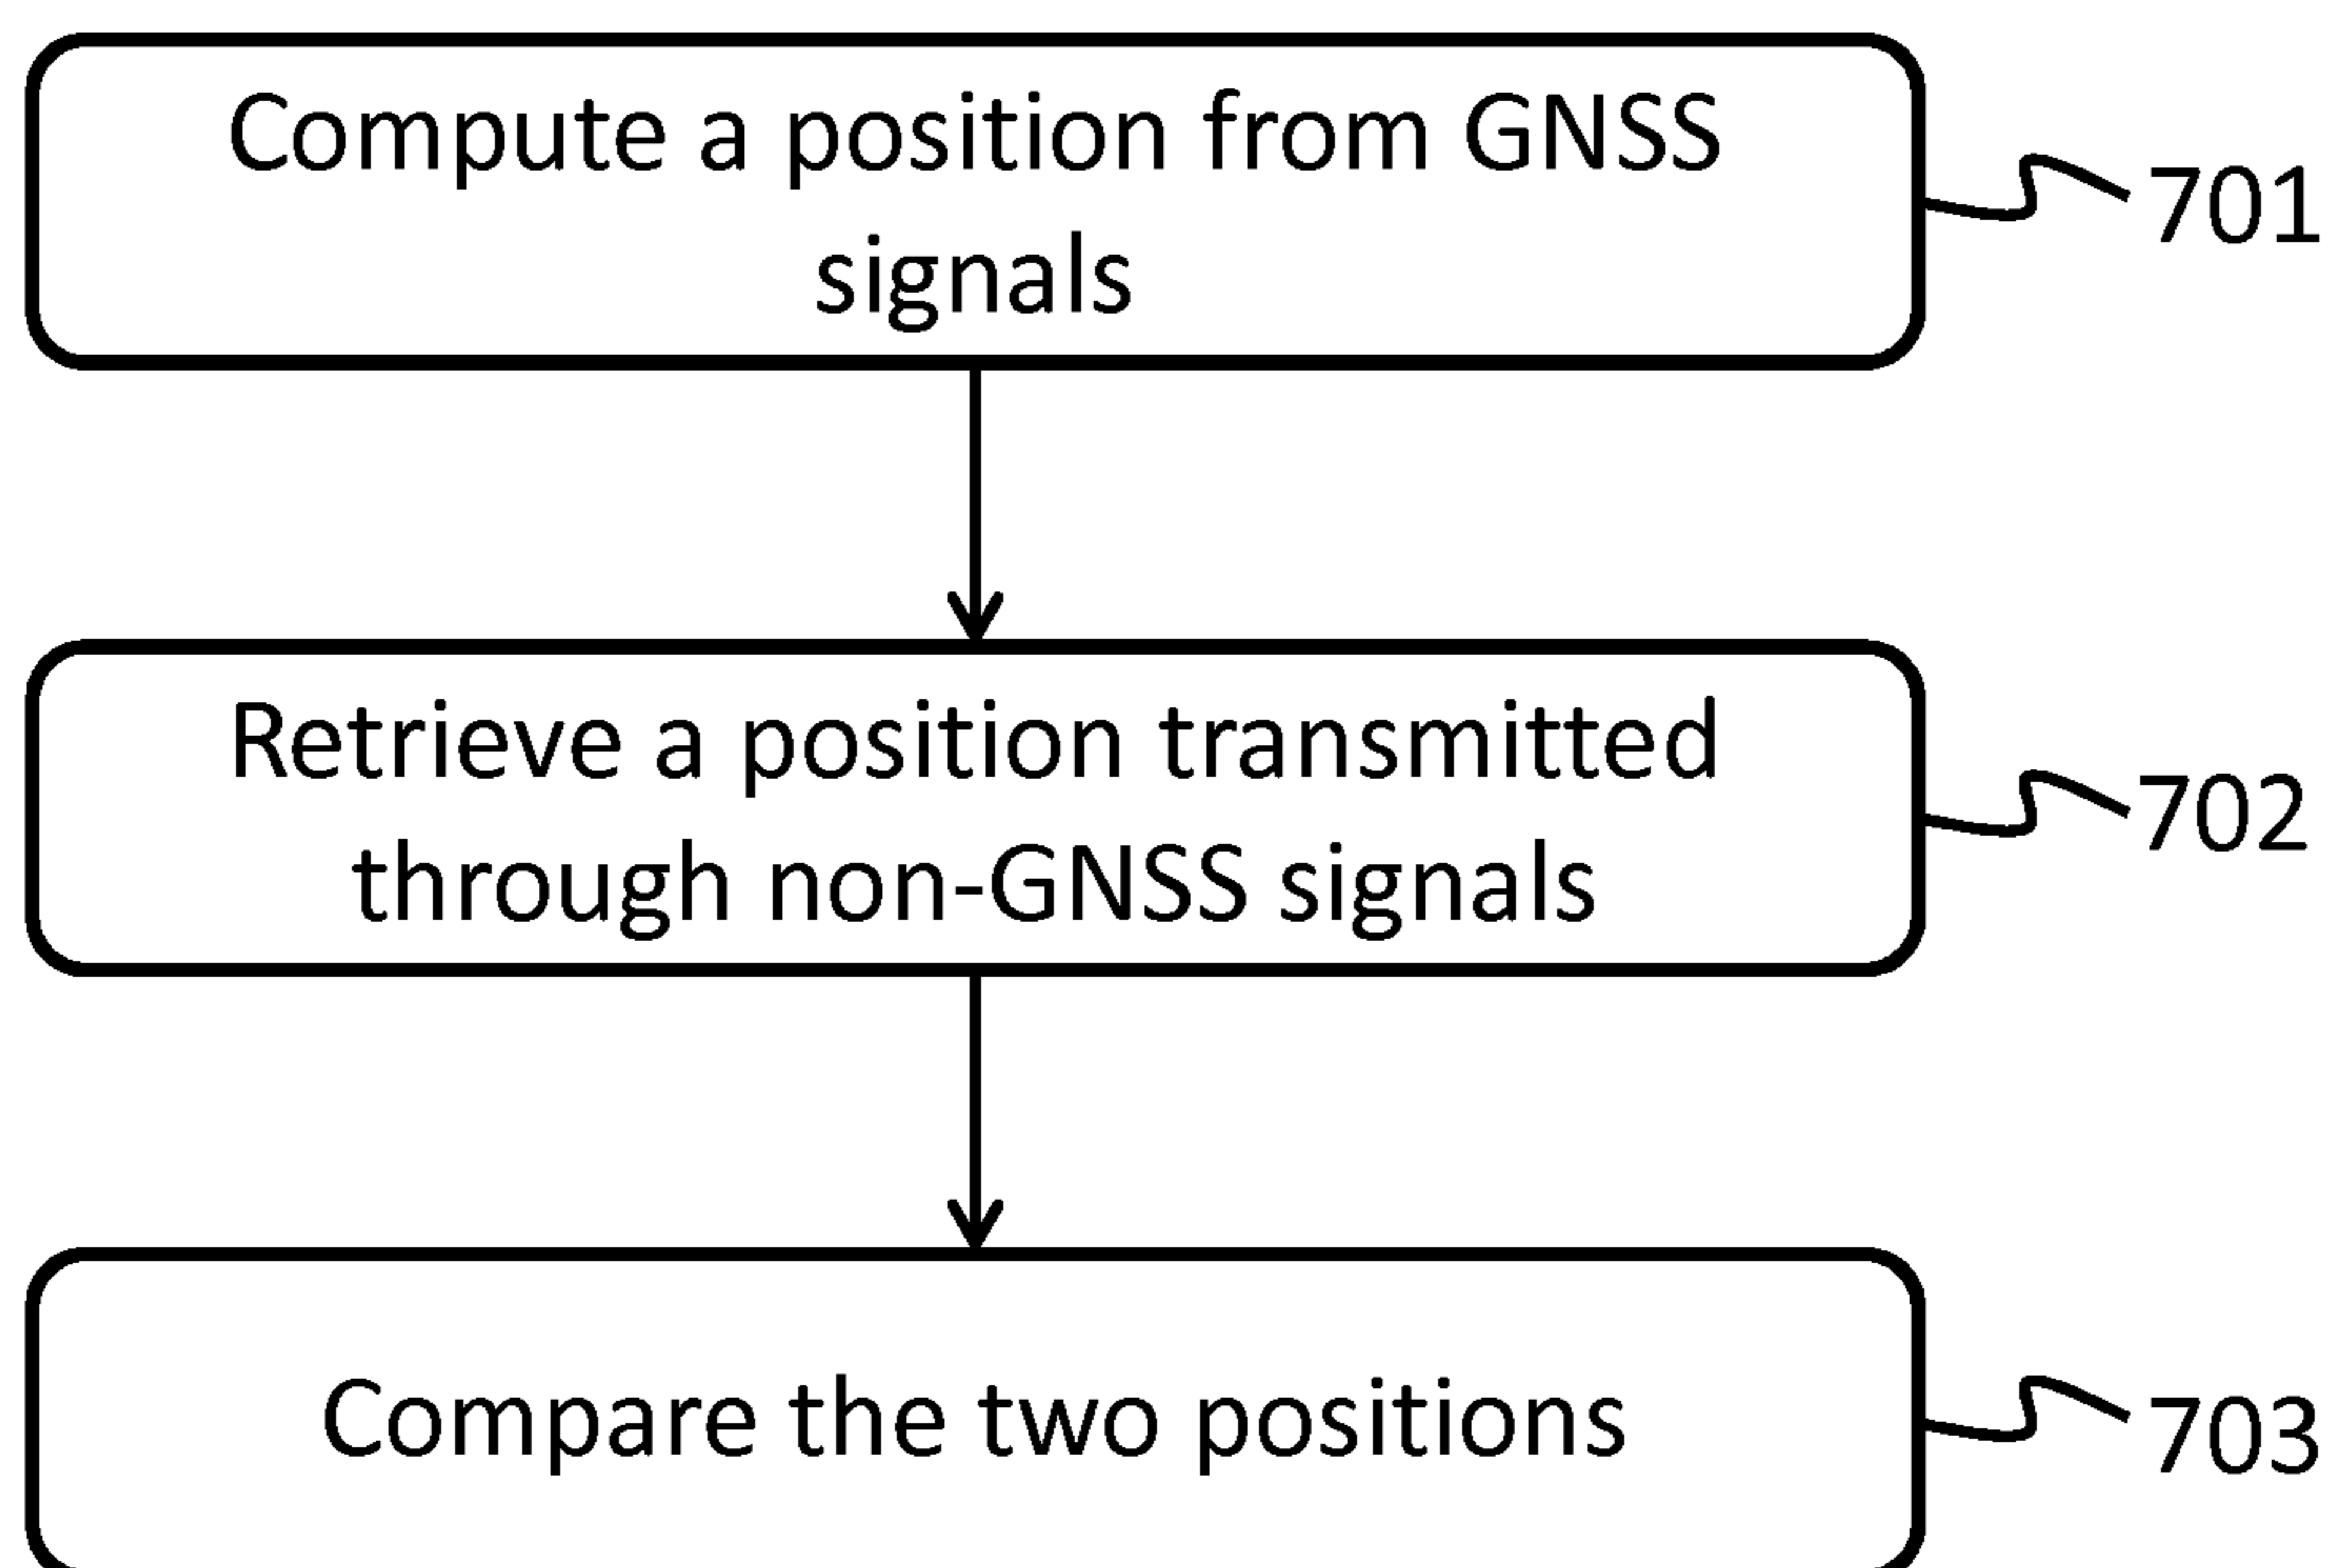 Compute a position from GNSS
signals
701
Retrieve a position transmitted
through non-GNSS signals
702
Compare the two positions
703